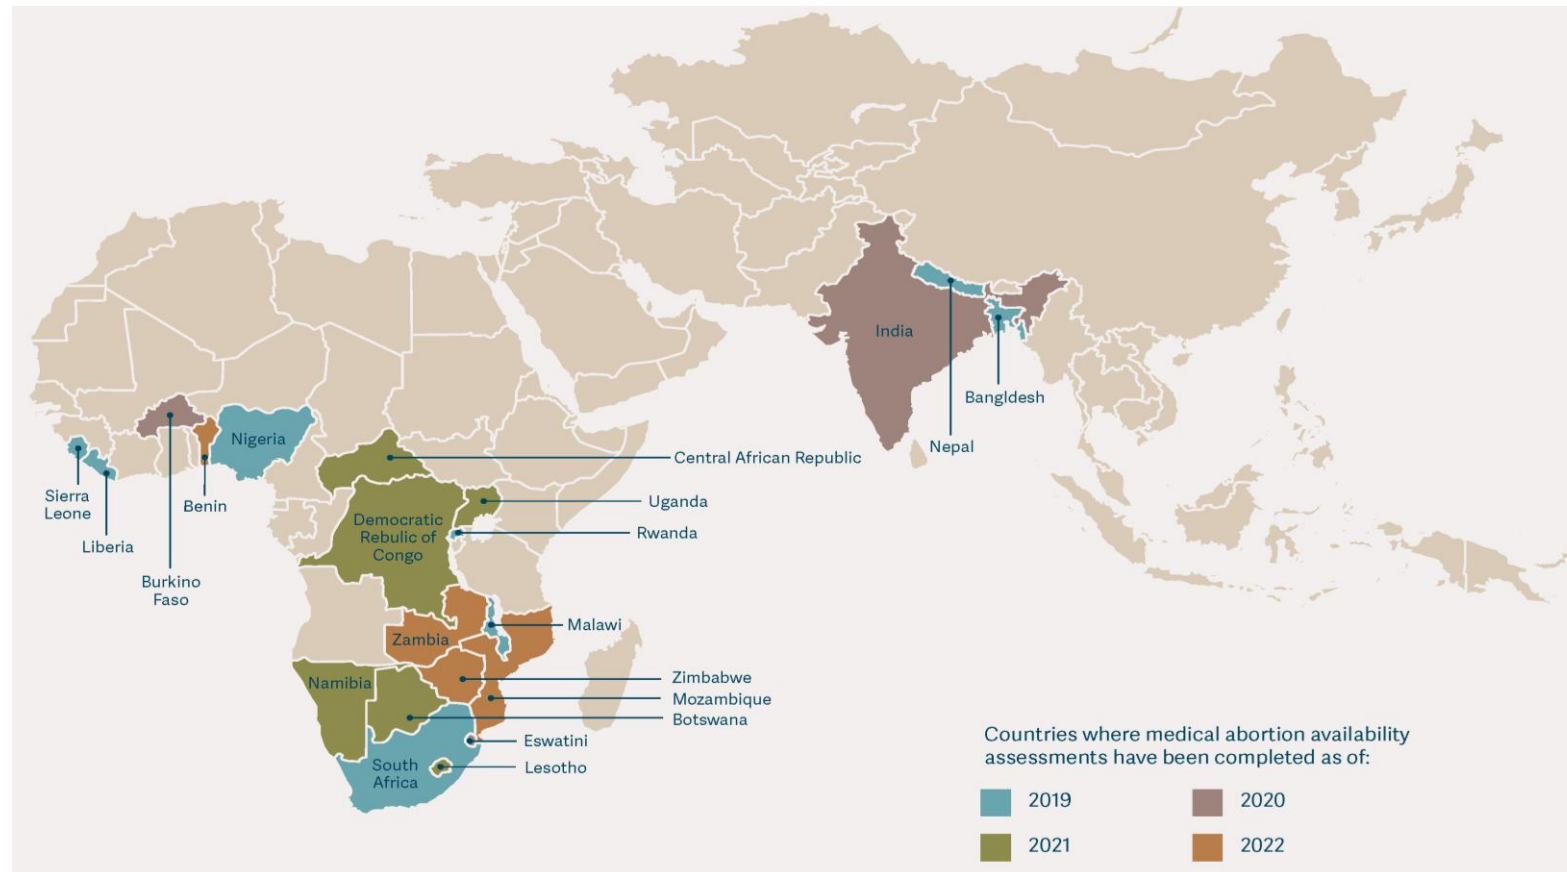 India
Bangldesh
Nepal
Nigeria
Sierra
Leone
Benin
Liberia
Burkino
Faso
Central African Republic
Uganda
Democratic
Rebulic of
Congo
Rwanda
Malawi
Zambia
Zimbabwe
Namibia
Mozambique
Botswana
Eswatini
South
Africa
Lesotho
Countries where medical abortion availability
assessments have been completed as of:
2019
2020
2021
2022